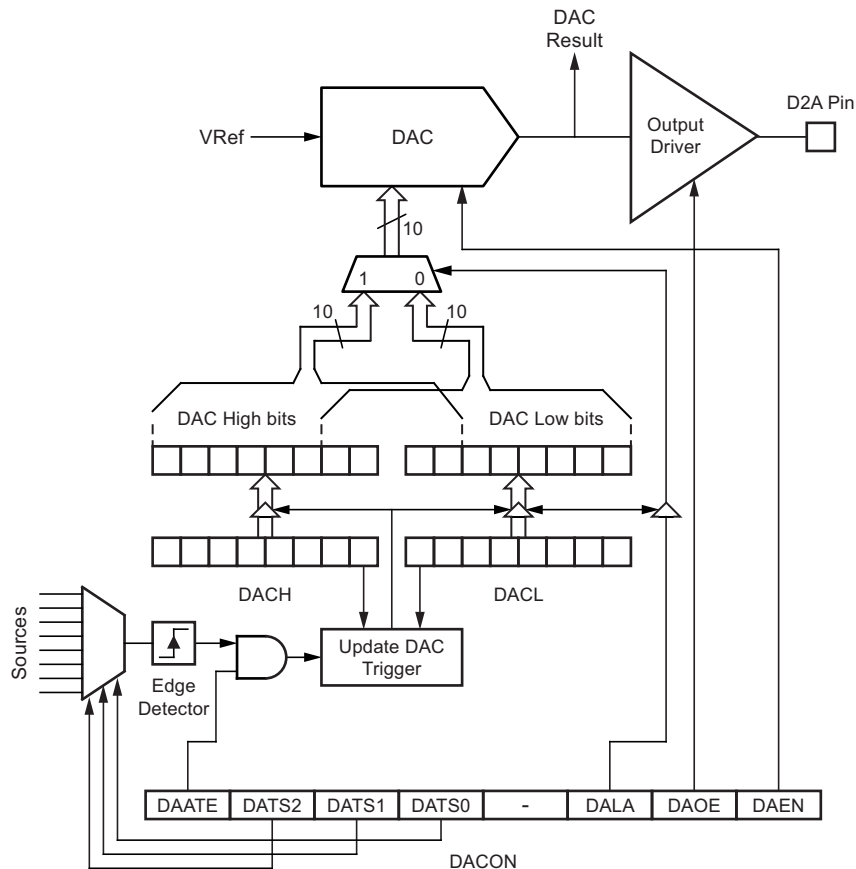 DAC
Result
D2A Pin
VRef
DAC
Output
Driver
10
1
0
10
10
DAC High bits
DAC Low bits
DACH
DACL
Sources
Update DAC
Trigger
Edge
Detector
DAATE
DATS2
DATS1
DATS0
-
DALA
DAOE
DAEN
DACON